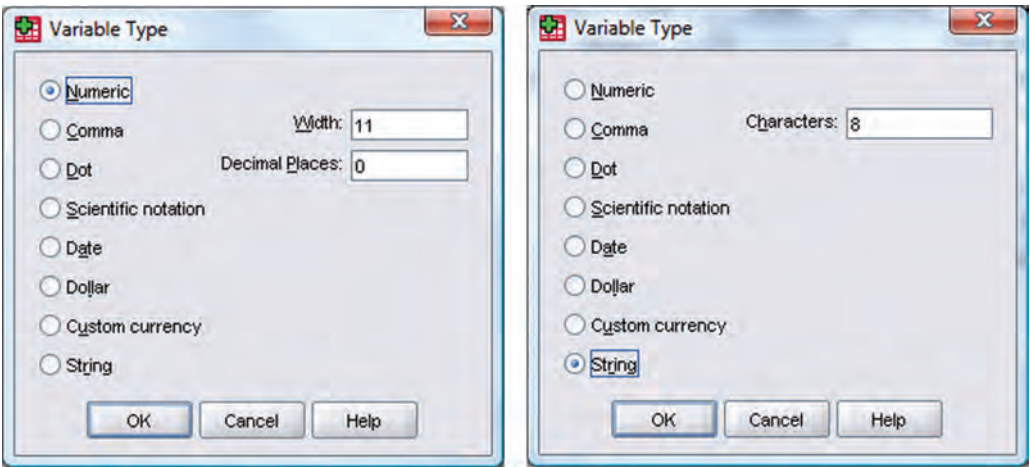 Variable Type
Numeric
Comma
Width: 11
Dot
Decimal Places: 0
Scientific notation
Date
Dollar
Custom currency
String
OK Cancel Help
Variable Type
Numeric
Comma
Characters: 8
Dot
Scientific notation
Date
Dollar
Custom currency
String
OK Cancel Help